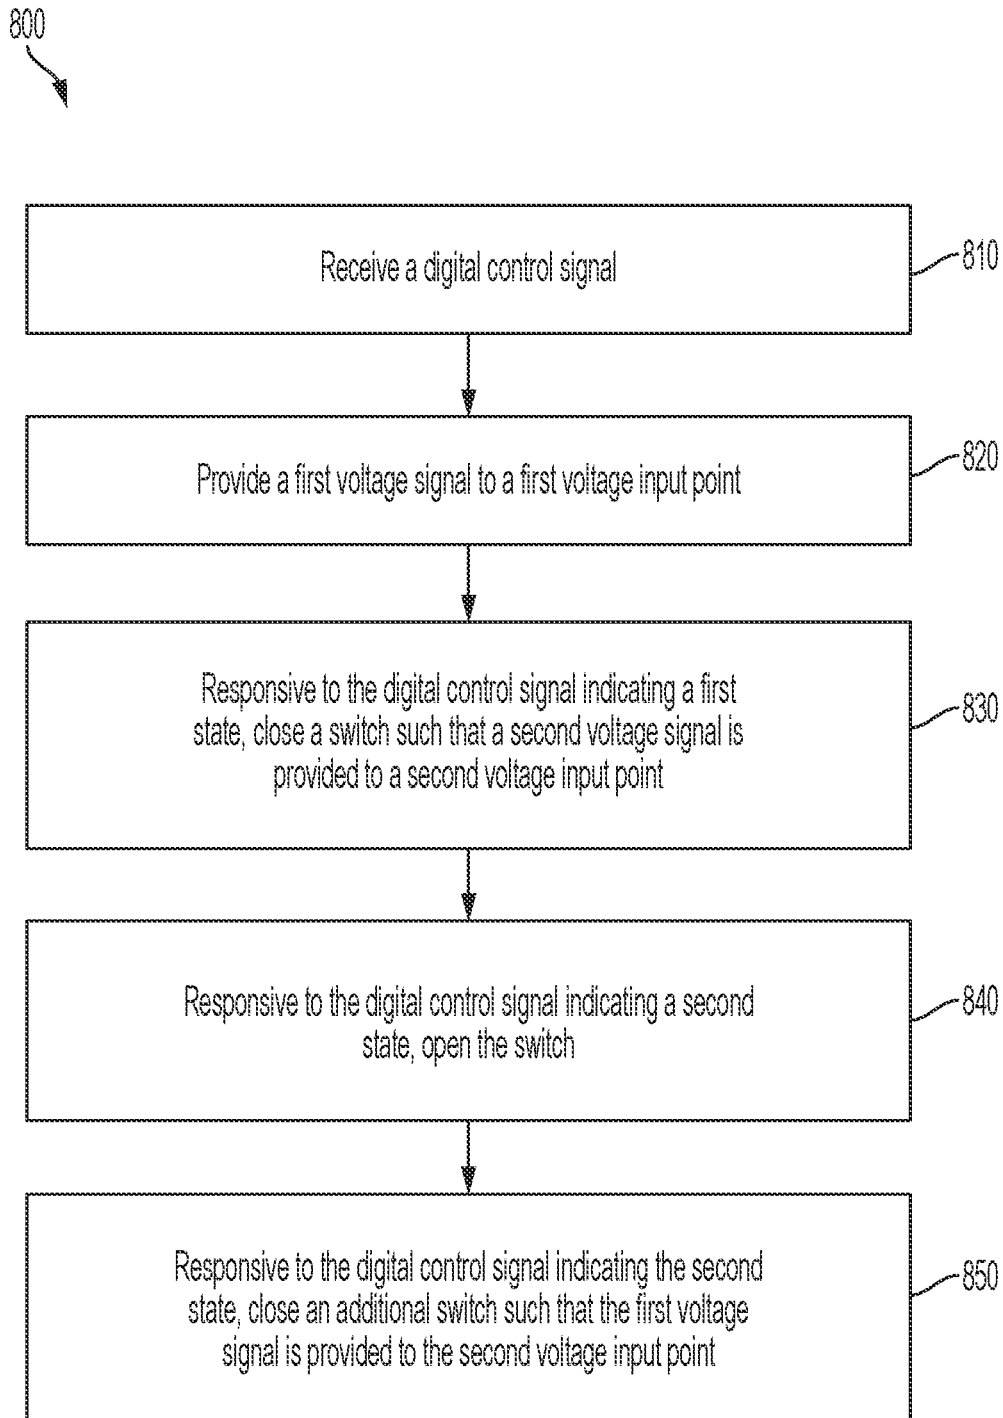 800
Receive a digital control signal
810
Provide a first voltage signal to a first voltage input point
820
Responsive to the digital control signal indicating a first
state, close a switch such that a second voltage signal is
provided to a second voltage input point
830
Responsive to the digital control signal indicating a second
state, open the switch
840
Responsive to the digital control signal indicating the second
state, close an additional switch such that the first voltage
signal is provided to the second voltage input point
850